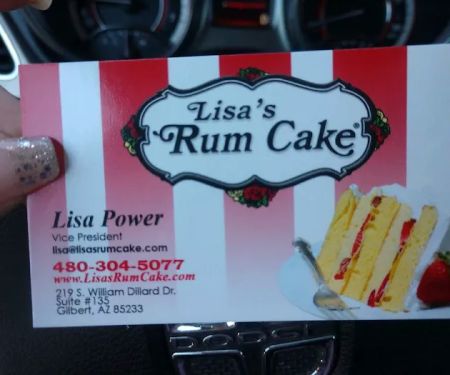 Lisa's
Rum Cake®
Lisa Power
Vice President
lisa@lisasrumcake.com
480-304-5077
www.LisasRumCake.com
219 S. William Dillard Dr.
Suite #135
Gilbert, AZ 85233
DODGE